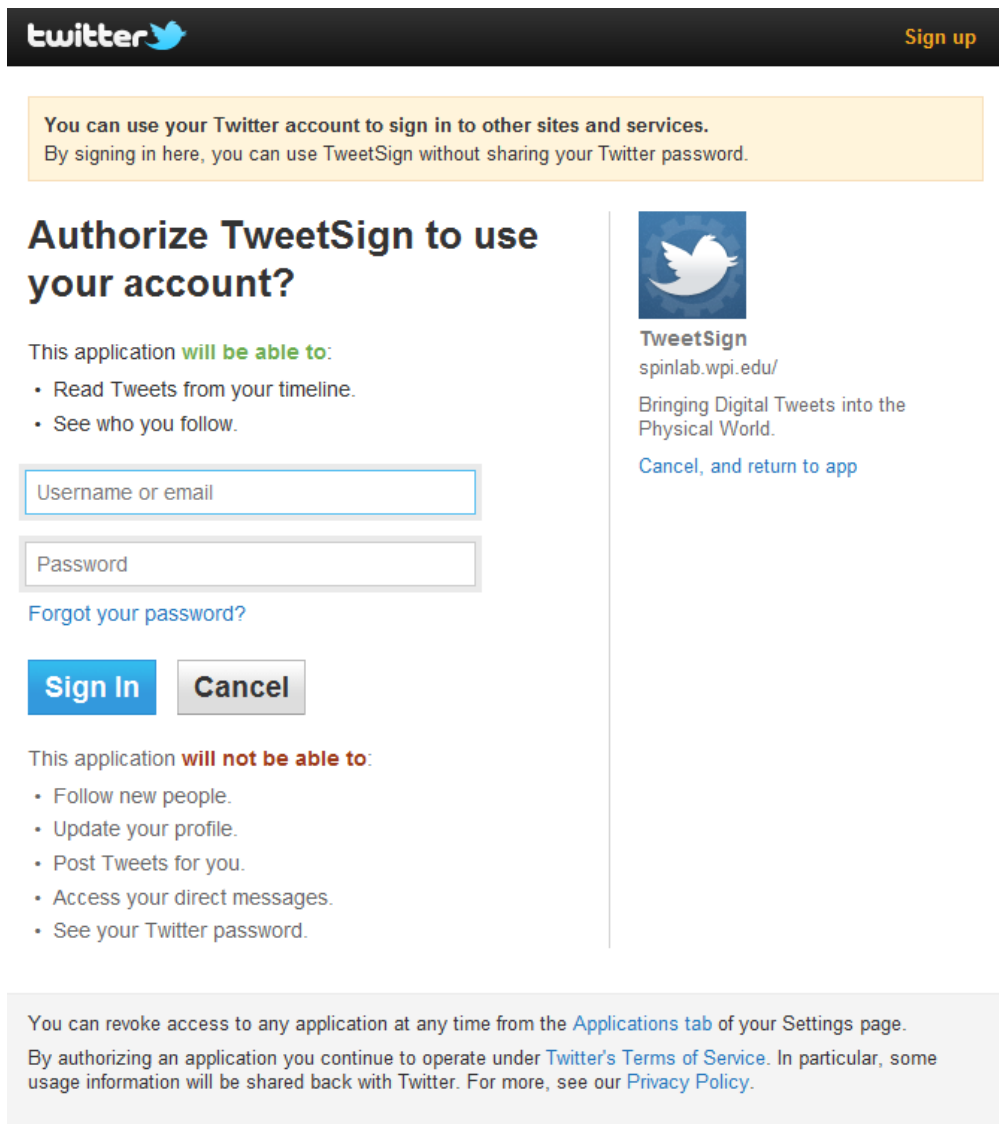 twitter
Sign up
You can use your Twitter account to sign in to other sites and services.
By signing in here, you can use TweetSign without sharing your Twitter password.
Authorize TweetSign to use
your account?
This application will be able to:
• Read Tweets from your timeline.
• See who you follow.
Username or email
Password
Forgot your password?
Sign In
Cancel
This application will not be able to:
• Follow new people.
• Update your profile.
• Post Tweets for you.
• Access your direct messages.
• See your Twitter password.
TweetSign
spinlab.wpi.edu/
Bringing Digital Tweets into the
Physical World.
Cancel, and return to app
You can revoke access to any application at any time from the Applications tab of your Settings page.
By authorizing an application you continue to operate under Twitter's Terms of Service. In particular, some
usage information will be shared back with Twitter. For more, see our Privacy Policy.